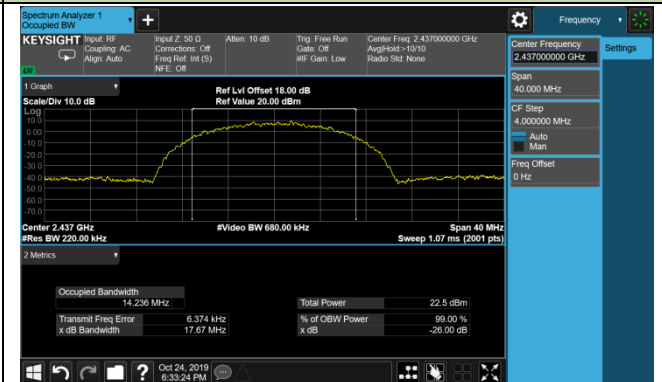 Spectrum Analyzer 1
Occupied BW
+
Frequency
KEYSIGHT Input: RF
Coupling: AC
Align: Auto
Input Z: 50 Ω
Corrections: Off
Freq Ref: Int (S)
NFE: Off
Atten: 10 dB
Trig: Free Run
Gate: Off
#IF Gain: Low
Center Freq: 2.437000000 GHz
Avg|Hold:>10/10
Radio Std: None
LXI
Center Frequency
2.437000000 GHz
Settings
Span
40.000 MHz
CF Step
4.000000 MHz
Auto
Man
Freq Offset
0 Hz
1 Graph
Scale/Div 10.0 dB
Ref Lvl Offset 18.00 dB
Ref Value 20.00 dBm
Log
10.0
0.00
-10.0
-20.0
-30.0
-40.0
-50.0
-60.0
-70.0
Center 2.437 GHz
#Video BW 680.00 kHz
Span 40 MHz
#Res BW 220.00 kHz
Sweep 1.07 ms (2001 pts)
2 Metrics
Occupied Bandwidth
14.236 MHz
Total Power 22.5 dBm
Transmit Freq Error 6.374 kHz
% of OBW Power 99.00 %
x dB Bandwidth 17.67 MHz
x dB -26.00 dB
?
Oct 24, 2019
6:33:24 PM